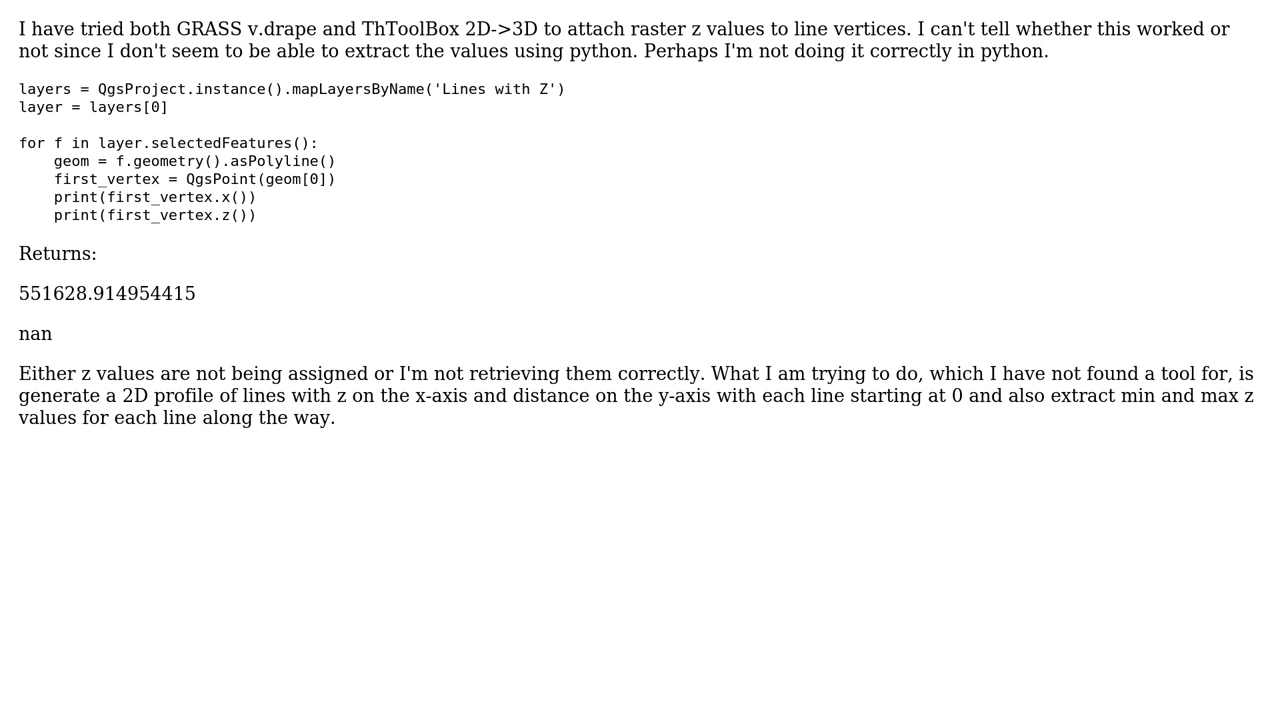 I have tried both GRASS v.drape and ThToolBox 2D->3D to attach raster z values to line vertices. I can't tell whether this worked or
not since I don't seem to be able to extract the values using python. Perhaps I'm not doing it correctly in python.
layers = QgsProject.instance().mapLayersByName('Lines with Z')
layer = layers[0]
for f in layer.selectedFeatures():
    geom = f.geometry().asPolyline()
    first_vertex = QgsPoint(geom[0])
    print(first_vertex.x())
    print(first_vertex.z())
Returns:
551628.914954415
nan
Either z values are not being assigned or I'm not retrieving them correctly. What I am trying to do, which I have not found a tool for, is
generate a 2D profile of lines with z on the x-axis and distance on the y-axis with each line starting at 0 and also extract min and max z
values for each line along the way.